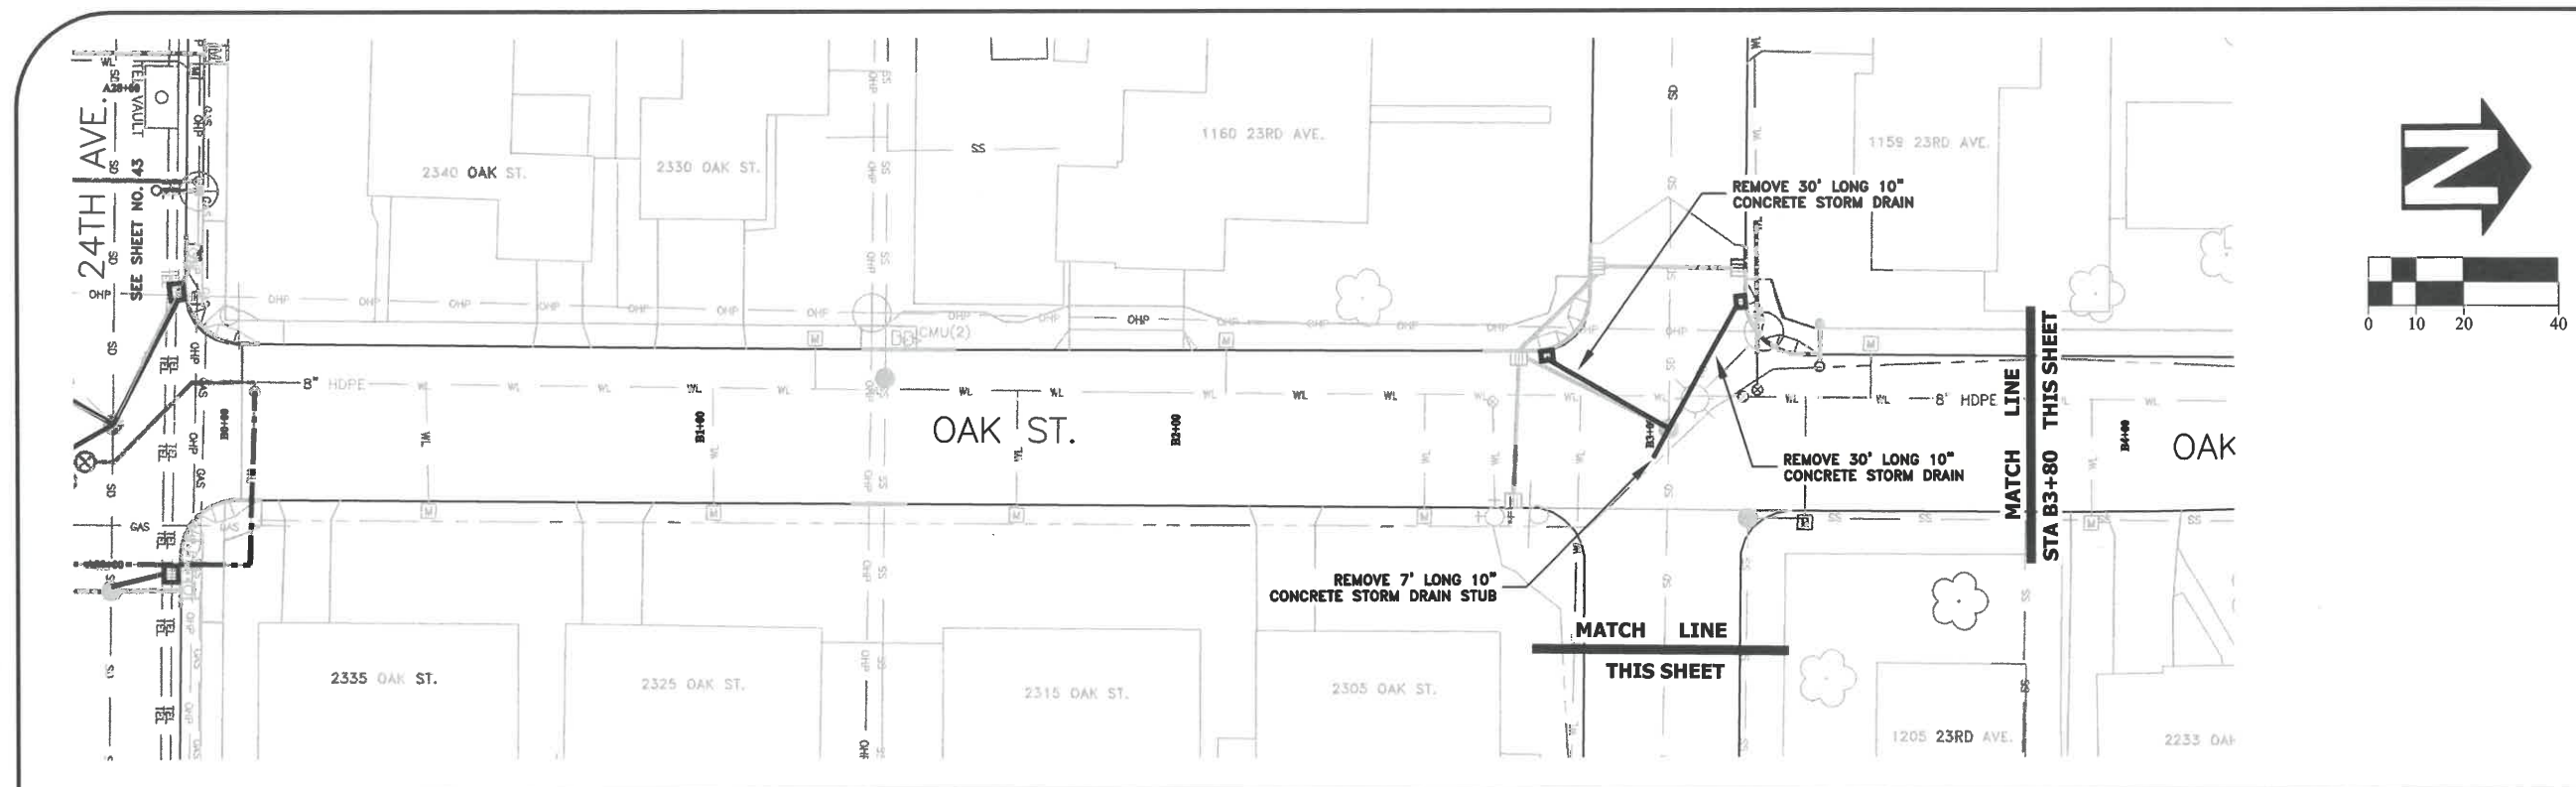 24TH AVE.
SEE SHEET NO. 43
TEL VAULT
A28+60
2340 OAK ST.
2330 OAK ST.
1160 23RD AVE.
1159 23RD AVE.
REMOVE 30' LONG 10"
CONCRETE STORM DRAIN
N
0 10 20 40
CMU(2)
8" HDPE
B0+00
B1+00
B2+00
OAK ST.
8' HDPE
B4+00
OAK
REMOVE 30' LONG 10"
CONCRETE STORM DRAIN
MATCH LINE
STA B3+80 THIS SHEET
REMOVE 7' LONG 10"
CONCRETE STORM DRAIN STUB
MATCH LINE
THIS SHEET
2335 OAK ST.
2325 OAK ST.
2315 OAK ST.
2305 OAK ST.
1205 23RD AVE.
2233 OAK
WL
SD
OHP
GAS
TEL
SS
M